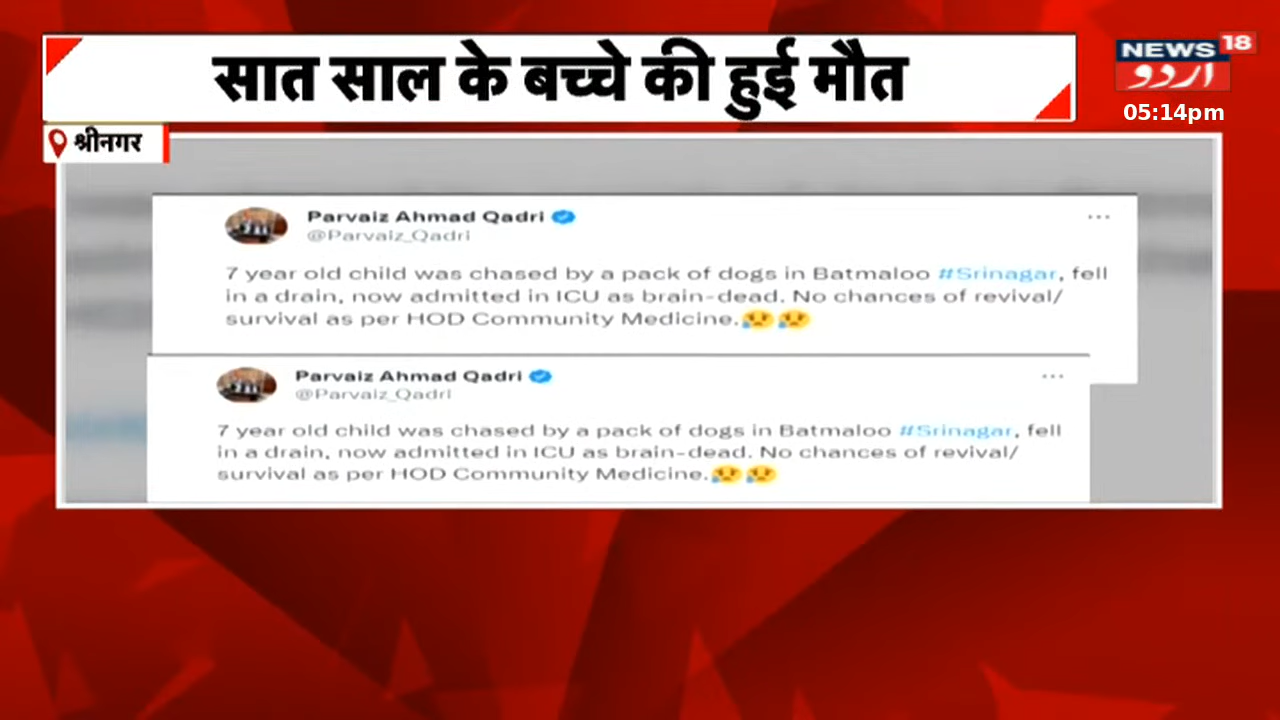 सात साल के बच्चे की हुई मौत
NEWS 18
اردو
05:14pm
श्रीनगर
Parvaiz Ahmad Qadri
@Parvaiz_Qadri
7 year old child was chased by a pack of dogs in Batmaloo #Srinagar, fell
in a drain, now admitted in ICU as brain-dead. No chances of revival/
survival as per HOD Community Medicine.😥😥
Parvaiz Ahmad Qadri
@Parvaiz_Qadri
7 year old child was chased by a pack of dogs in Batmaloo #Srinagar, fell
in a drain, now admitted in ICU as brain-dead. No chances of revival/
survival as per HOD Community Medicine.😥😥